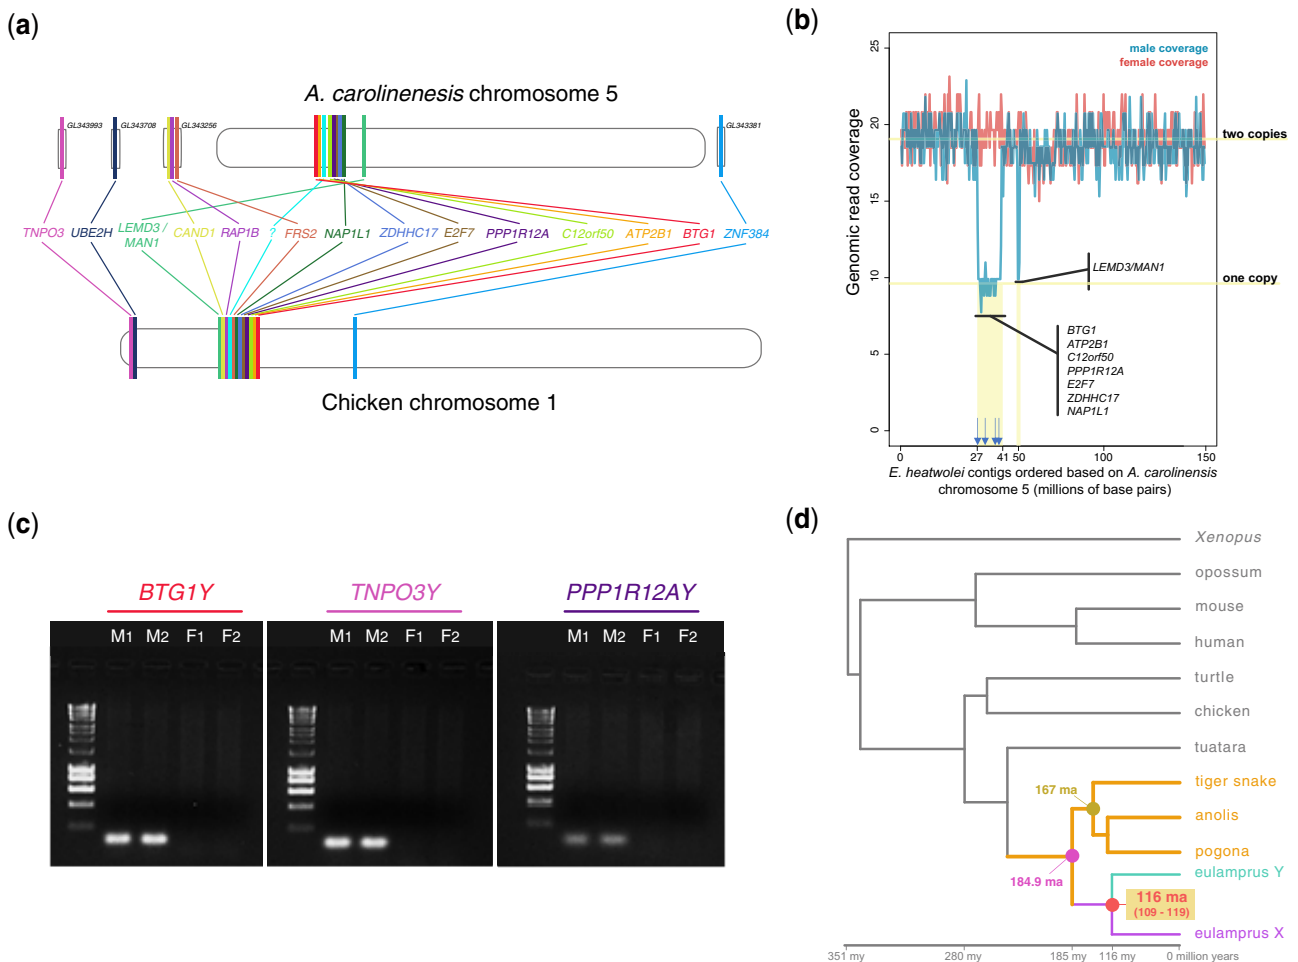 (a)
A. carolinenesis chromosome 5
GL343993
GL343708
GL343256
GL343381
TNPO3
UBE2H
LEMD3 /
MAN1
CAND1
RAP1B
?
FRS2
NAP1L1
ZDHHC17
E2F7
PPP1R12A
C12orf50
ATP2B1
BTG1
ZNF384
Chicken chromosome 1
(b)
male coverage
female coverage
Genomic read coverage
25
20
15
10
5
0
two copies
one copy
LEMD3/MAN1
BTG1
ATP2B1
C12orf50
PPP1R12A
E2F7
ZDHHC17
NAP1L1
0 27 41 50 100 150
E. heatwolei contigs ordered based on A. carolinensis
chromosome 5 (millions of base pairs)
(c)
BTG1Y
M1 M2 F1 F2
TNPO3Y
M1 M2 F1 F2
PPP1R12AY
M1 M2 F1 F2
(d)
Xenopus
opossum
mouse
human
turtle
chicken
tuatara
tiger snake
167 ma
anolis
pogona
184.9 ma
eulamprus Y
116 ma
(109 - 119)
eulamprus X
351 my 280 my 185 my 116 my 0 million years